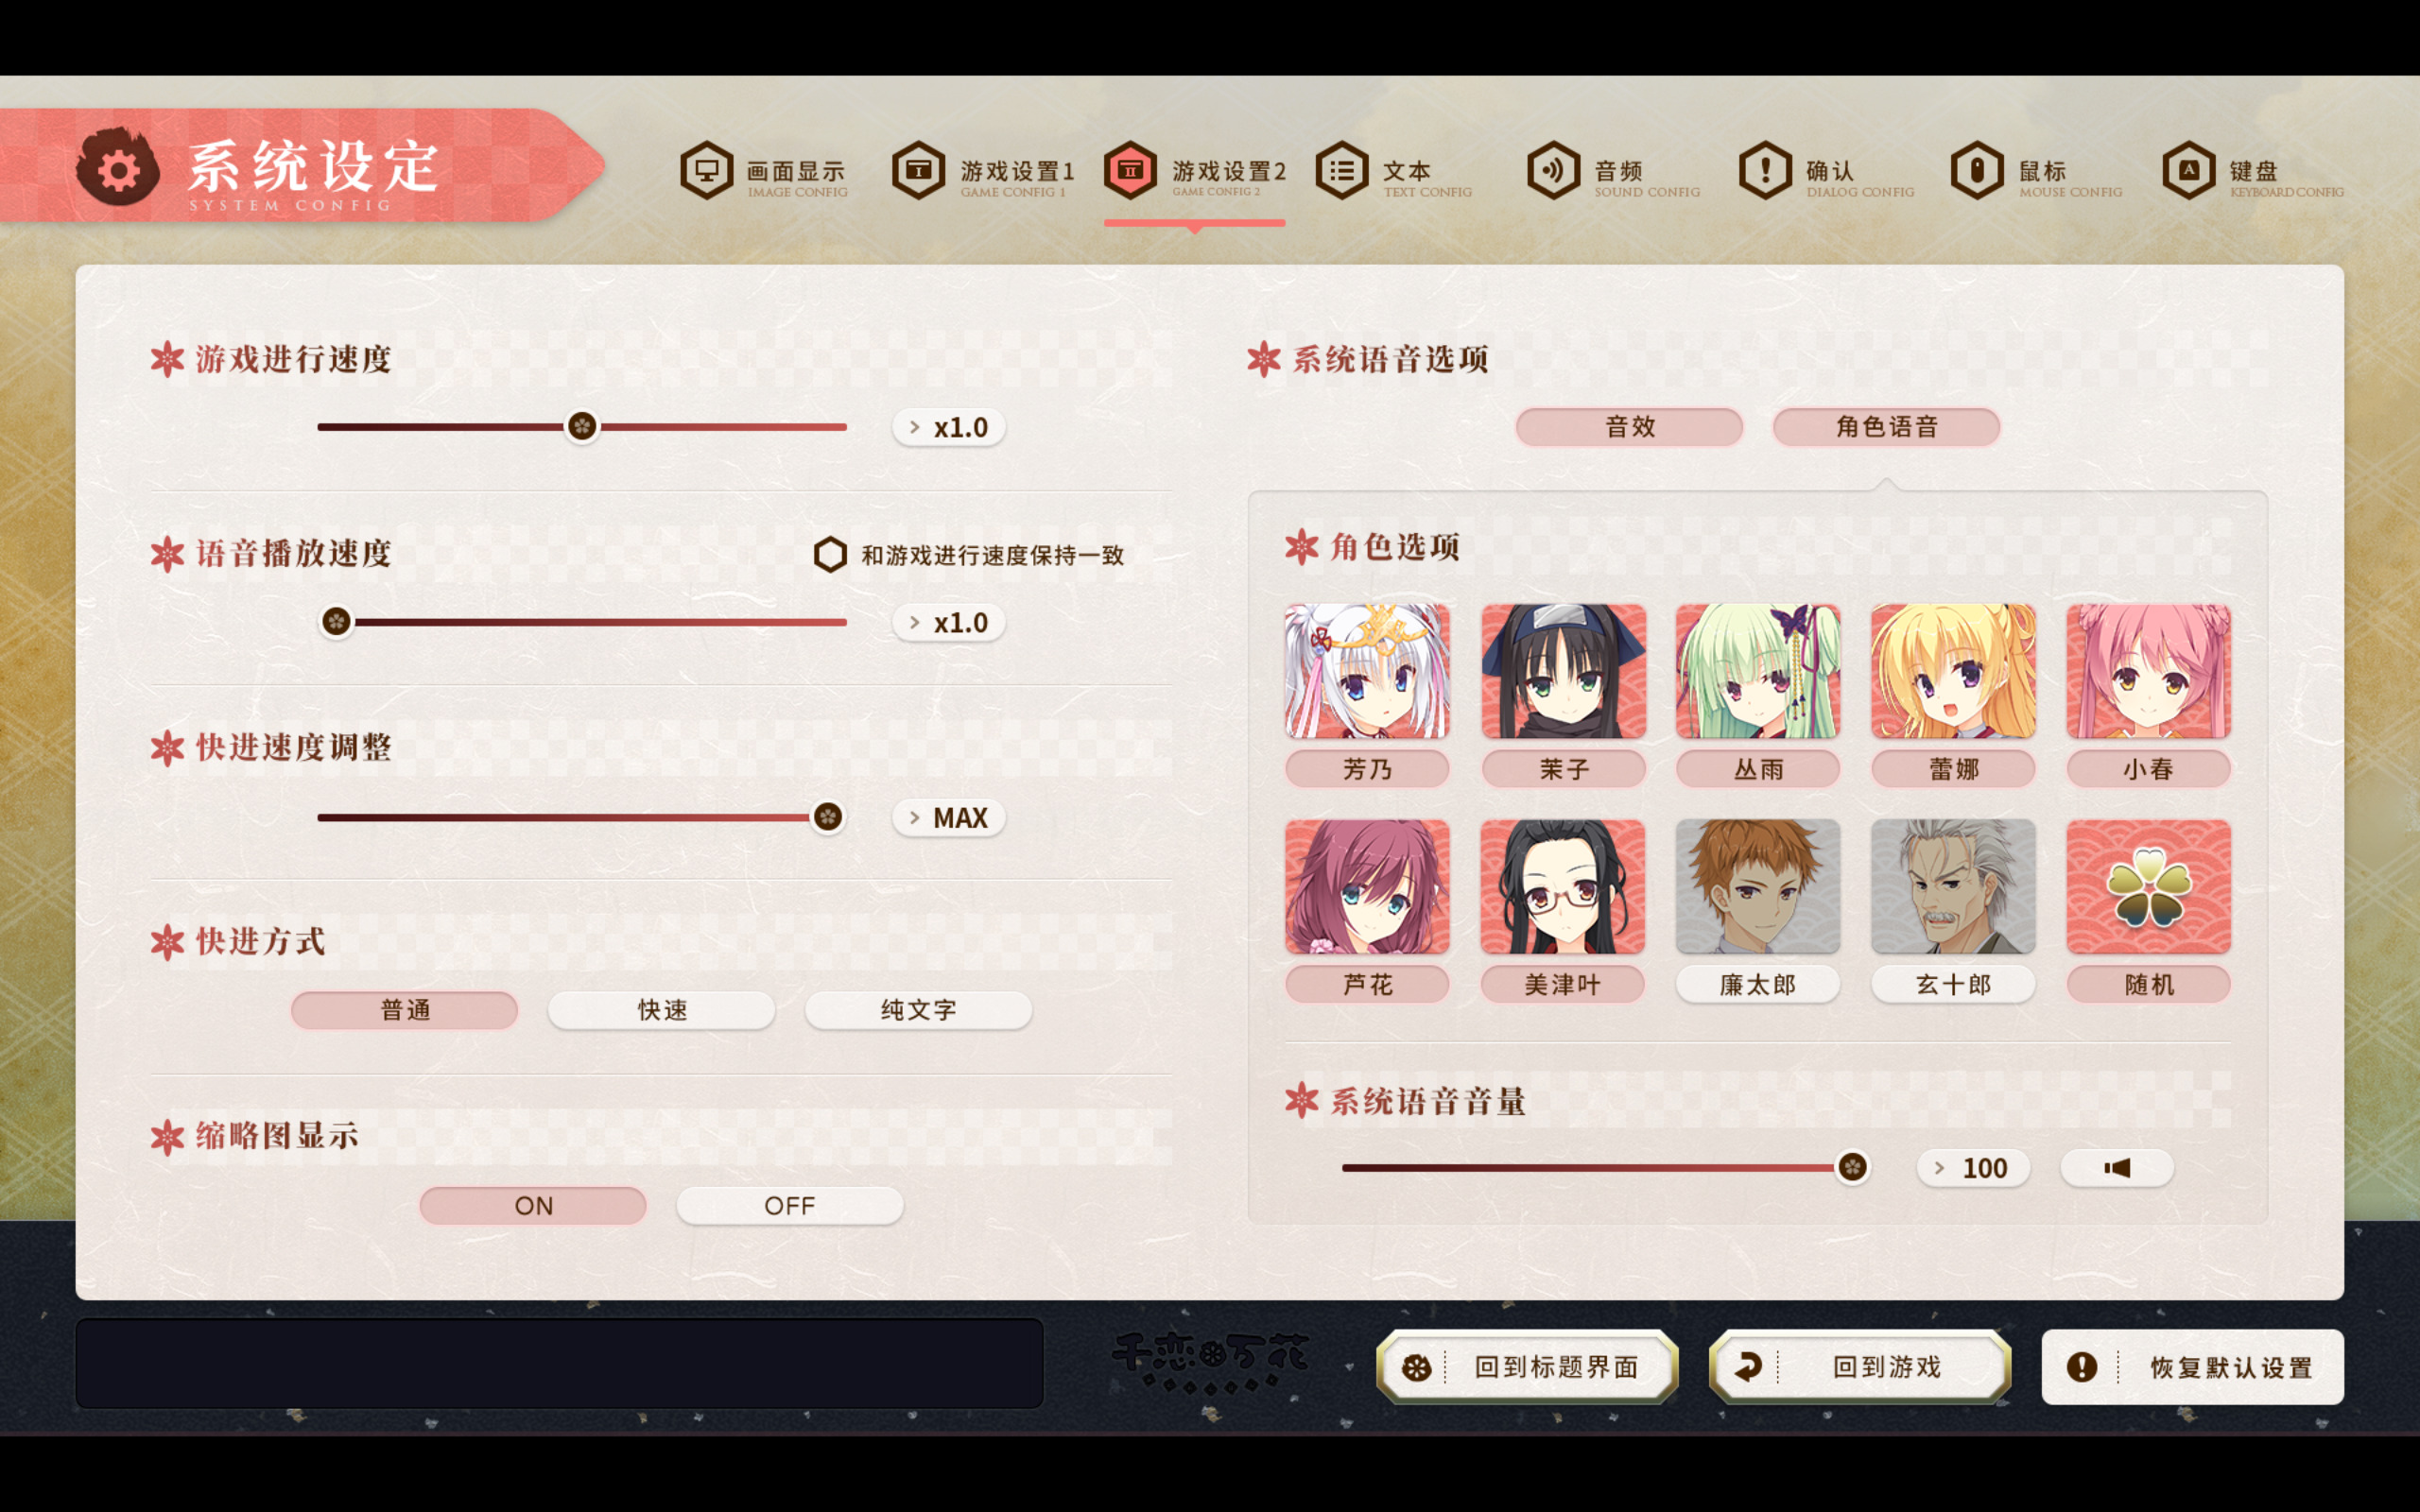 系统设定
SYSTEM CONFIG
画面显示
IMAGE CONFIG
游戏设置1
GAME CONFIG 1
游戏设置2
GAME CONFIG 2
文本
TEXT CONFIG
音频
SOUND CONFIG
确认
DIALOG CONFIG
鼠标
MOUSE CONFIG
键盘
KEYBOARD CONFIG
游戏进行速度
x1.0
语音播放速度
和游戏进行速度保持一致
x1.0
快进速度调整
MAX
快进方式
普通 快速 纯文字
缩略图显示
ON OFF
系统语音选项
音效 角色语音
角色选项
芳乃 茉子 丛雨 蕾娜 小春
芦花 美津叶 廉太郎 玄十郎 随机
系统语音音量
100
千恋万花
回到标题界面
回到游戏
恢复默认设置